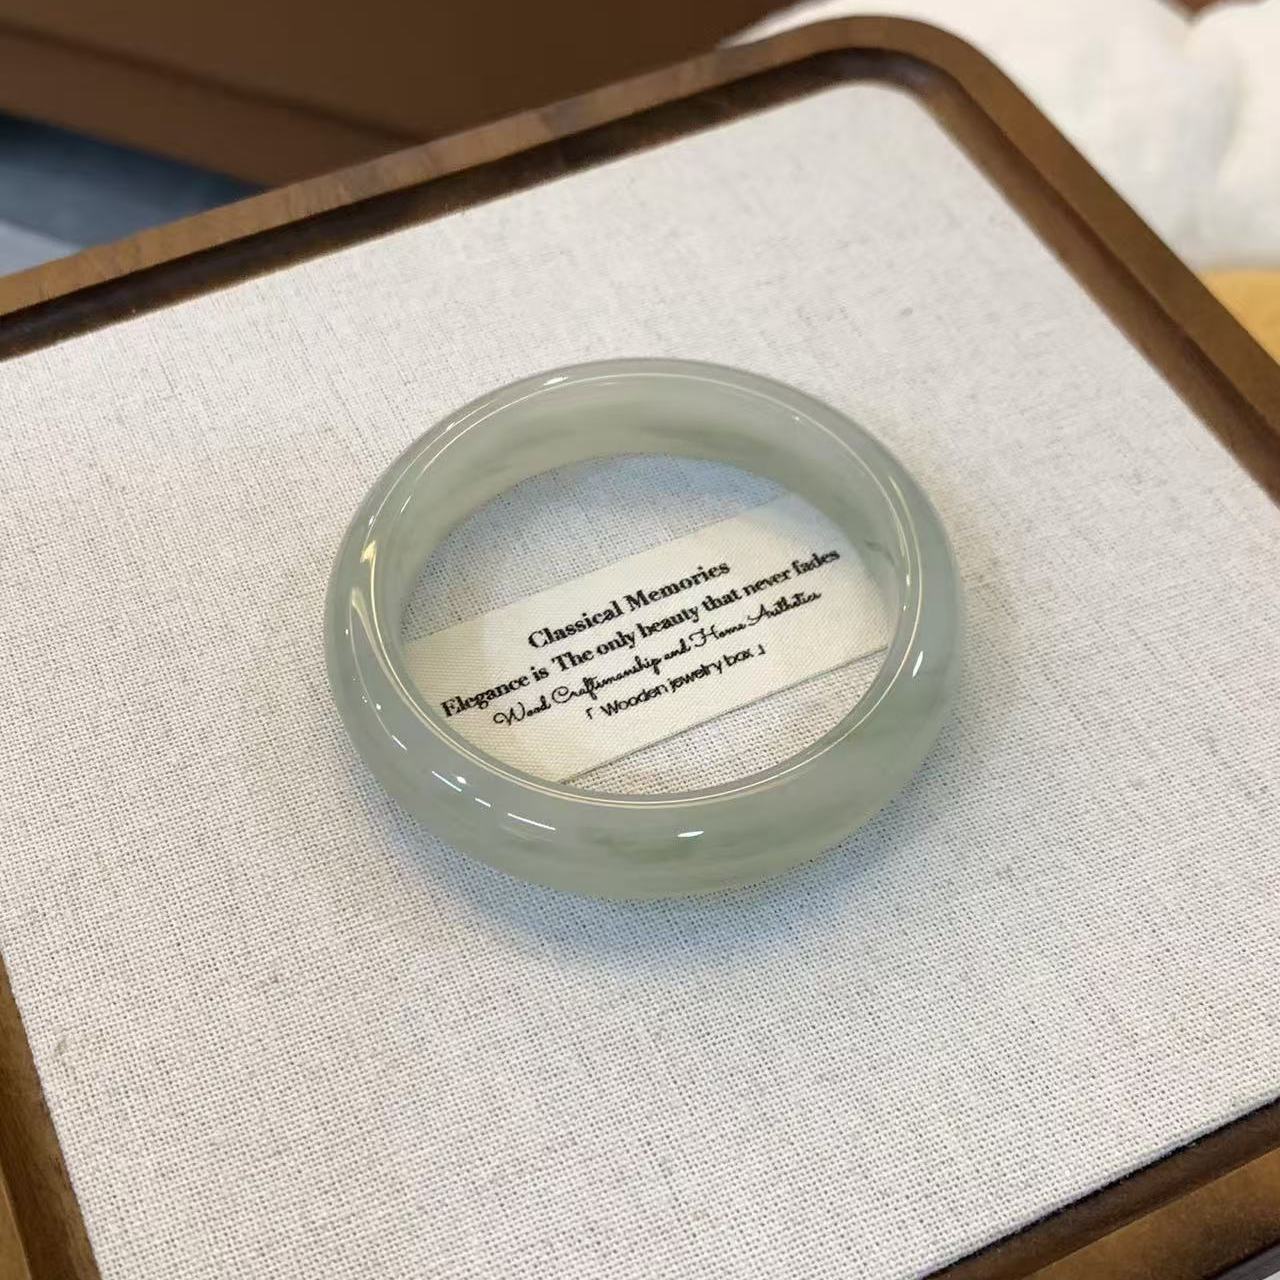 Classical Memories
Elegance is The only beauty that never fades
Wood Craftsmanship and Home Aesthetics
「 Wooden jewelry box 」